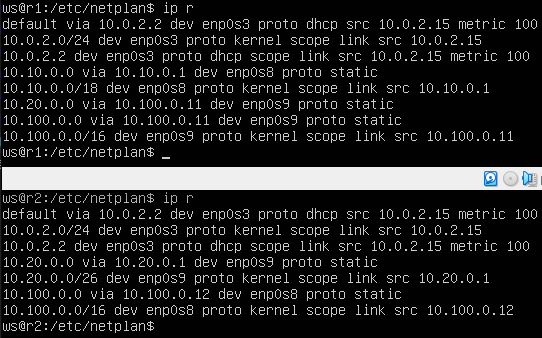 ws@r1:/etc/netplan$ ip r
default via 10.0.2.2 dev enp0s3 proto dhcp src 10.0.2.15 metric 100
10.0.2.0/24 dev enp0s3 proto kernel scope link src 10.0.2.15
10.0.2.2 dev enp0s3 proto dhcp scope link src 10.0.2.15 metric 100
10.10.0.0 via 10.10.0.1 dev enp0s8 proto static
10.10.0.0/18 dev enp0s8 proto kernel scope link src 10.10.0.1
10.20.0.0 via 10.100.0.11 dev enp0s9 proto static
10.100.0.0 via 10.100.0.11 dev enp0s9 proto static
10.100.0.0/16 dev enp0s9 proto kernel scope link src 10.100.0.11
ws@r1:/etc/netplan$ _
ws@r2:/etc/netplan$ ip r
default via 10.0.2.2 dev enp0s3 proto dhcp src 10.0.2.15 metric 100
10.0.2.0/24 dev enp0s3 proto kernel scope link src 10.0.2.15
10.0.2.2 dev enp0s3 proto dhcp scope link src 10.0.2.15 metric 100
10.20.0.0 via 10.20.0.1 dev enp0s9 proto static
10.20.0.0/26 dev enp0s9 proto kernel scope link src 10.20.0.1
10.100.0.0 via 10.100.0.12 dev enp0s8 proto static
10.100.0.0/16 dev enp0s8 proto kernel scope link src 10.100.0.12
ws@r2:/etc/netplan$